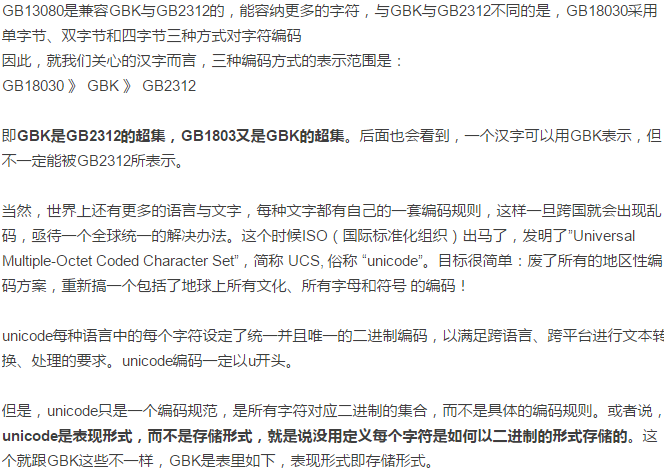 GB13080是兼容GBK与GB2312的，能容纳更多的字符，与GBK与GB2312不同的是，GB18030采用
单字节、双字节和四字节三种方式对字符编码
因此，就我们关心的汉字而言，三种编码方式的表示范围是：
GB18030 》 GBK 》 GB2312
即GBK是GB2312的超集，GB1803又是GBK的超集。后面也会看到，一个汉字可以用GBK表示，但
不一定能被GB2312所表示。
当然，世界上还有更多的语言与文字，每种文字都有自己的一套编码规则，这样一旦跨国就会出现乱
码，亟待一个全球统一的解决办法。这个时候ISO（国际标准化组织）出马了，发明了”Universal
Multiple-Octet Coded Character Set”，简称 UCS, 俗称 “unicode”。目标很简单：废了所有的地区性编
码方案，重新搞一个包括了地球上所有文化、所有字母和符号 的编码！
unicode每种语言中的每个字符设定了统一并且唯一的二进制编码，以满足跨语言、跨平台进行文本转
换、处理的要求。unicode编码一定以u开头。
但是，unicode只是一个编码规范，是所有字符对应二进制的集合，而不是具体的编码规则。或者说，
unicode是表现形式，而不是存储形式，就是说没用定义每个字符是如何以二进制的形式存储的。这
个就跟GBK这些不一样，GBK是表里如下，表现形式即存储形式。